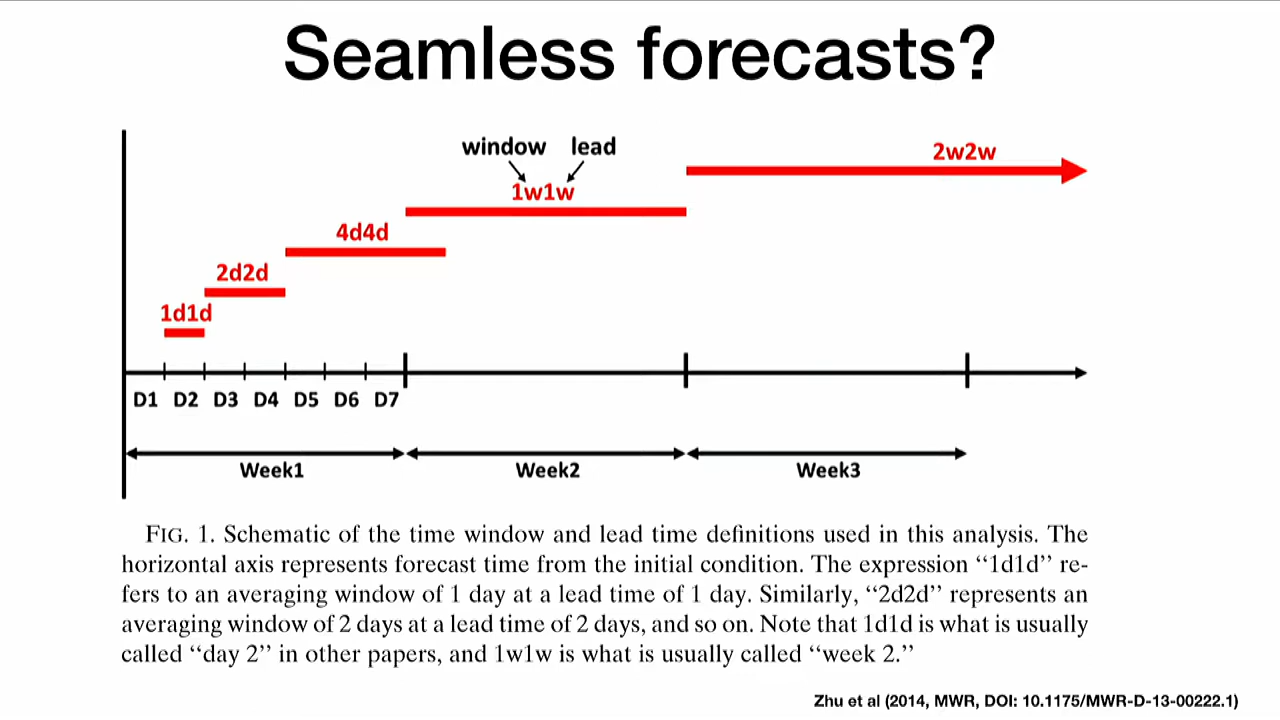 Seamless forecasts?
window lead
2w2w
1w1w
4d4d
2d2d
1d1d
D1 D2 D3 D4 D5 D6 D7
Week1 Week2 Week3
FIG. 1. Schematic of the time window and lead time definitions used in this analysis. The
horizontal axis represents forecast time from the initial condition. The expression ‘‘1d1d’’ re-
fers to an averaging window of 1 day at a lead time of 1 day. Similarly, ‘‘2d2d’’ represents an
averaging window of 2 days at a lead time of 2 days, and so on. Note that 1d1d is what is usually
called ‘‘day 2’’ in other papers, and 1w1w is what is usually called ‘‘week 2.’’
Zhu et al (2014, MWR, DOI: 10.1175/MWR-D-13-00222.1)